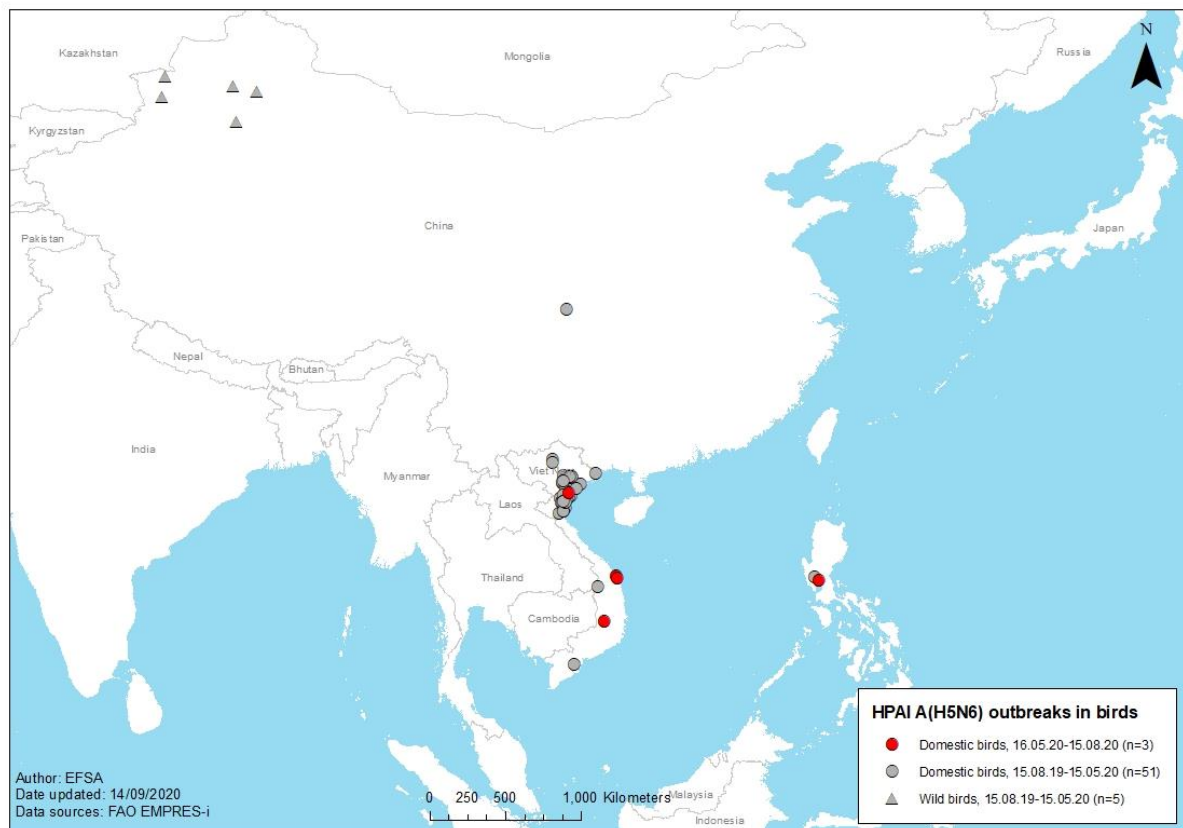 Kazakhstan
Mongolia
Russia
N
Kyrgyzstan
China
Pakistan
Japan
Nepal
Bhutan
India
Myanmar
Laos
Thailand
Cambodia
Malaysia
Indonesia
HPAI A(H5N6) outbreaks in birds
Domestic birds, 16.05.20-15.08.20 (n=3)
Domestic birds, 15.08.19-15.05.20 (n=51)
Wild birds, 15.08.19-15.05.20 (n=5)
Author: EFSA
Date updated: 14/09/2020
Data sources: FAO EMPRES-i
0 250 500 1,000 Kilometers